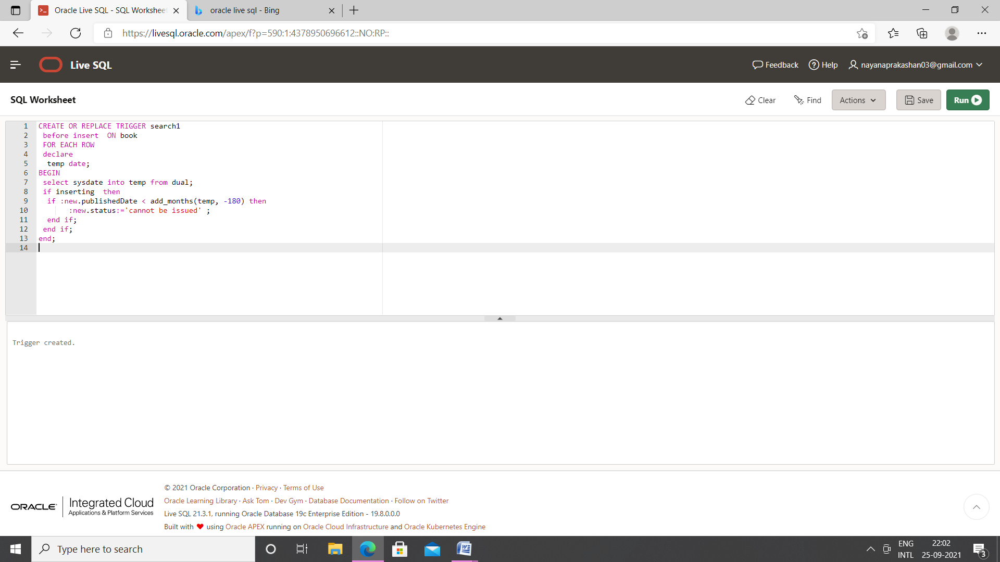 Oracle Live SQL - SQL Workshee
oracle live sql - Bing
https://livesql.oracle.com/apex/f?p=590:1:4378950696612::NO:RP::
Live SQL
Feedback
Help
nayanaprakashan03@gmail.com
SQL Worksheet
Clear
Find
Actions
Save
Run
1 CREATE OR REPLACE TRIGGER search1
2 before insert  ON book
3 FOR EACH ROW
4 declare
5 temp date;
6 BEGIN
7 select sysdate into temp from dual;
8 if inserting  then
9 if :new.publishedDate < add_months(temp, -180) then
10 :new.status:='cannot be issued' ;
11 end if;
12 end if;
13 end;
14
Trigger created.
© 2021 Oracle Corporation · Privacy · Terms of Use
Oracle Learning Library · Ask Tom · Dev Gym · Database Documentation · Follow on Twitter
Live SQL 21.3.1, running Oracle Database 19c Enterprise Edition - 19.8.0.0.0
Built with ❤ using Oracle APEX running on Oracle Cloud Infrastructure and Oracle Kubernetes Engine
ORACLE
Integrated Cloud
Applications & Platform Services
Type here to search
ENG
INTL
22:02
25-09-2021
3